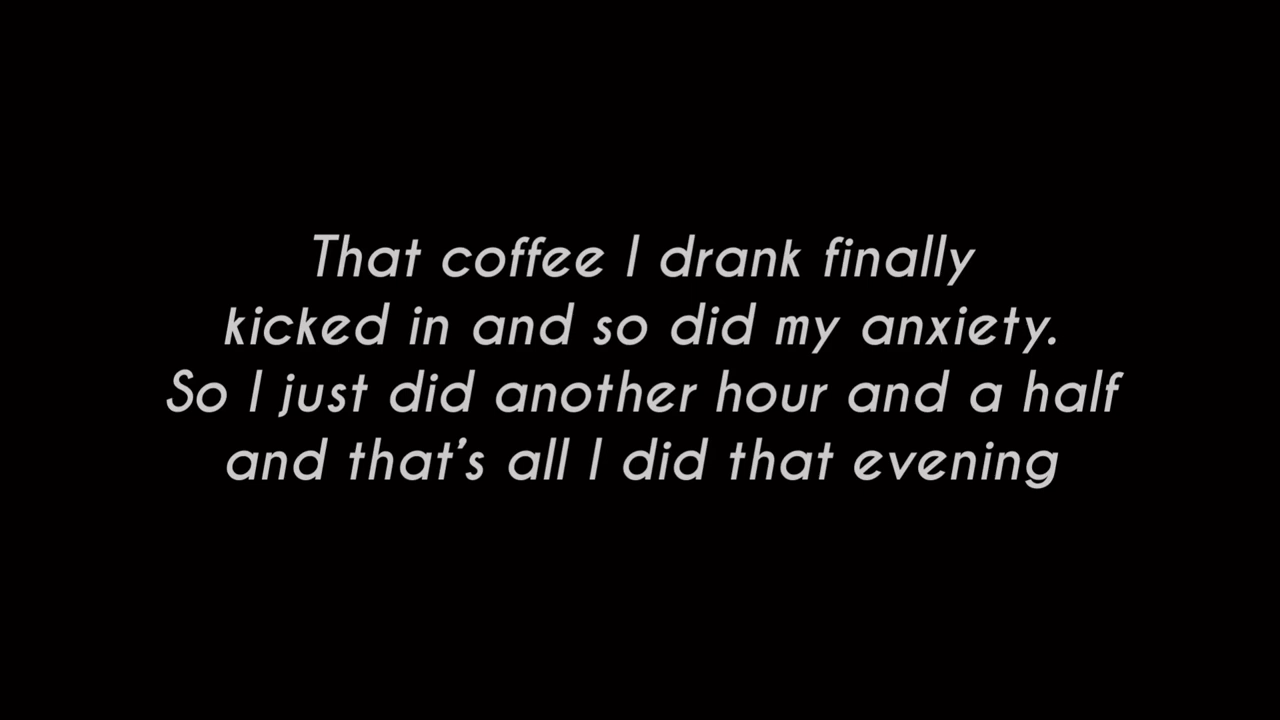 That coffee I drank finally
kicked in and so did my anxiety.
So I just did another hour and a half
and that's all I did that evening